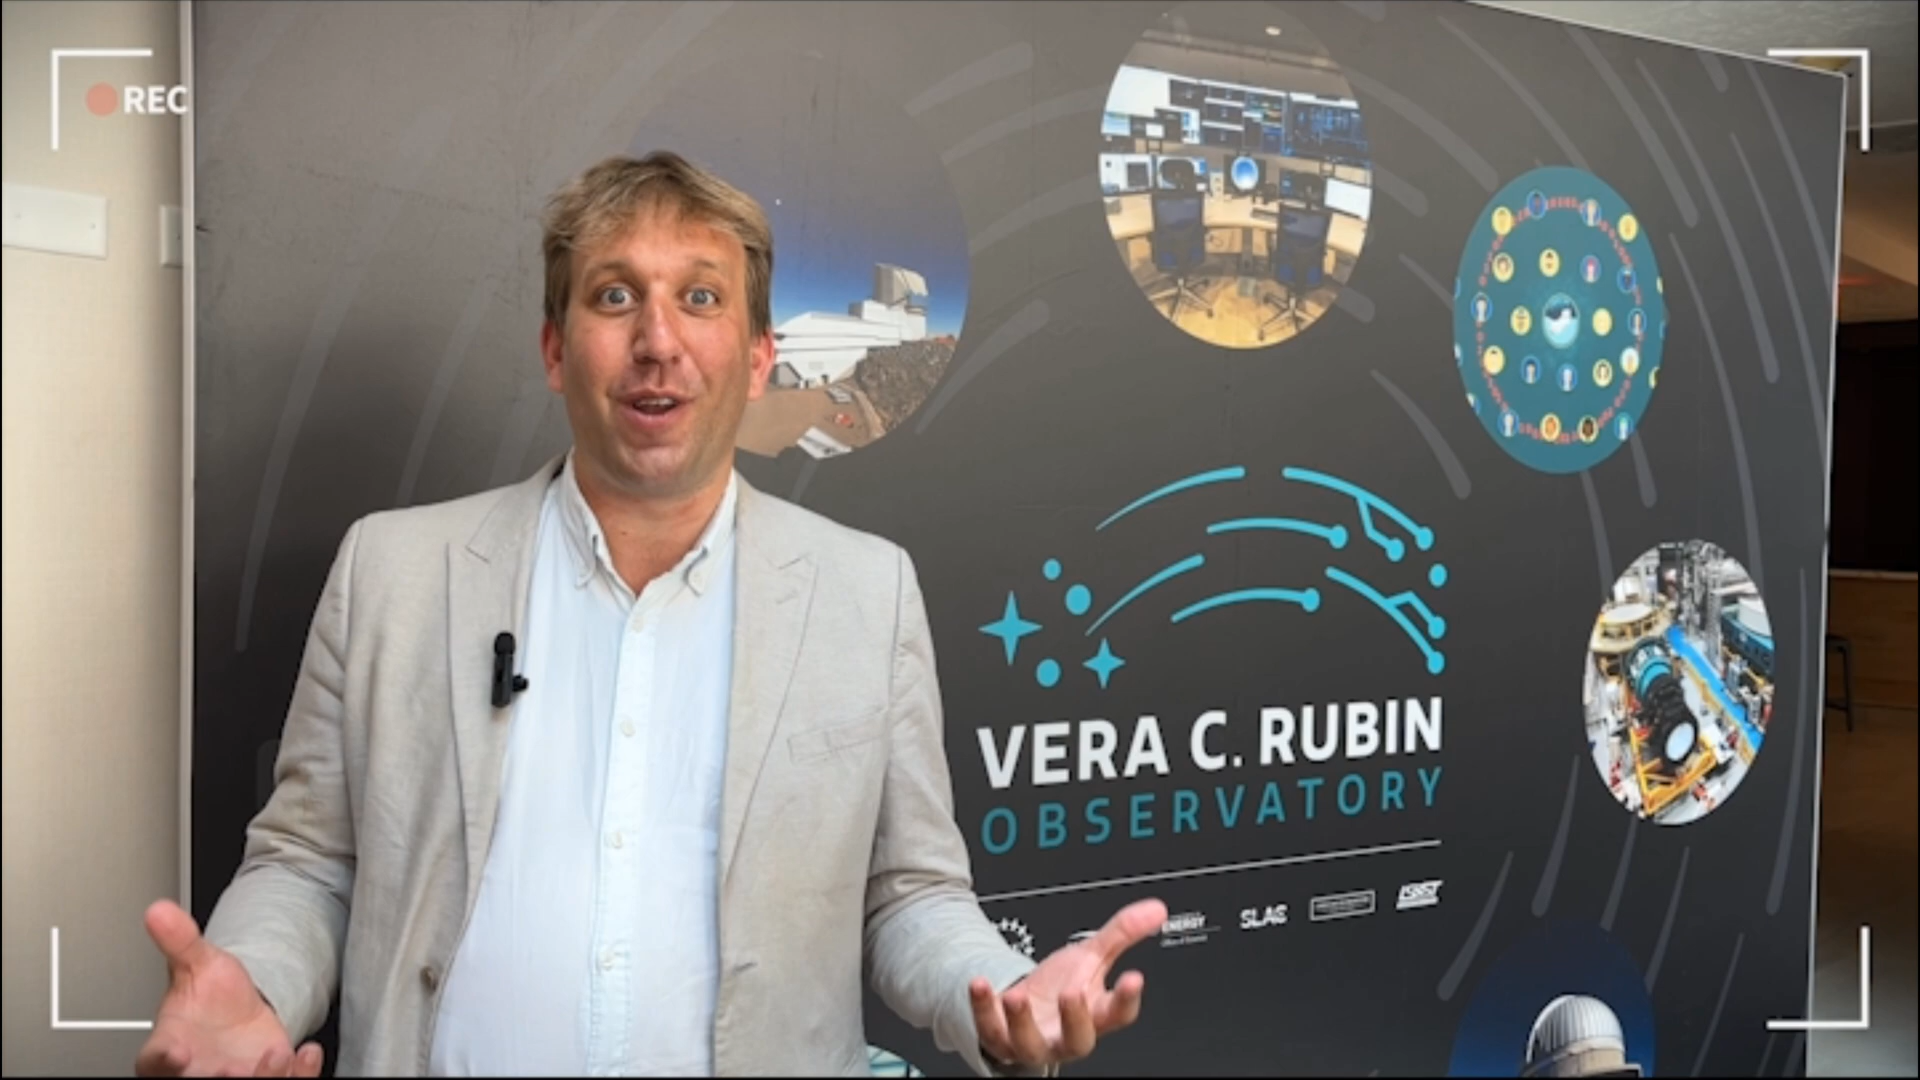 REC
VERA C. RUBIN
OBSERVATORY
ENERGY
SLAC